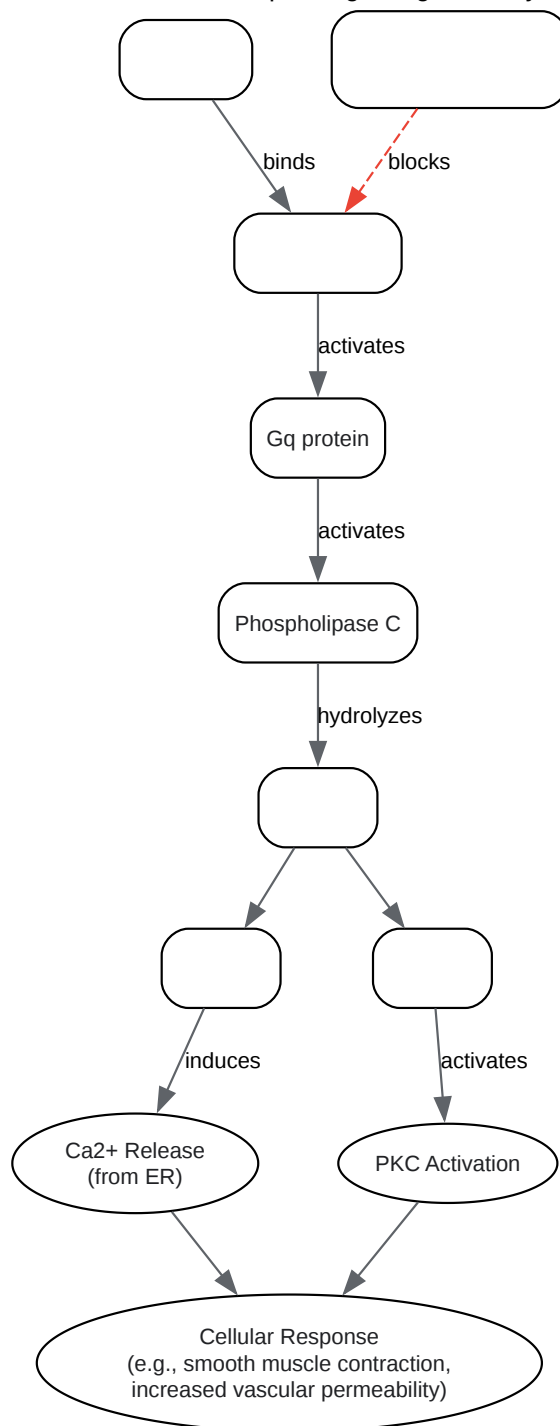 binds
blocks
activates
Gq protein
activates
Phospholipase C
hydrolyzes
induces
activates
Ca2+ Release
(from ER)
PKC Activation
Cellular Response
(e.g., smooth muscle contraction,
increased vascular permeability)